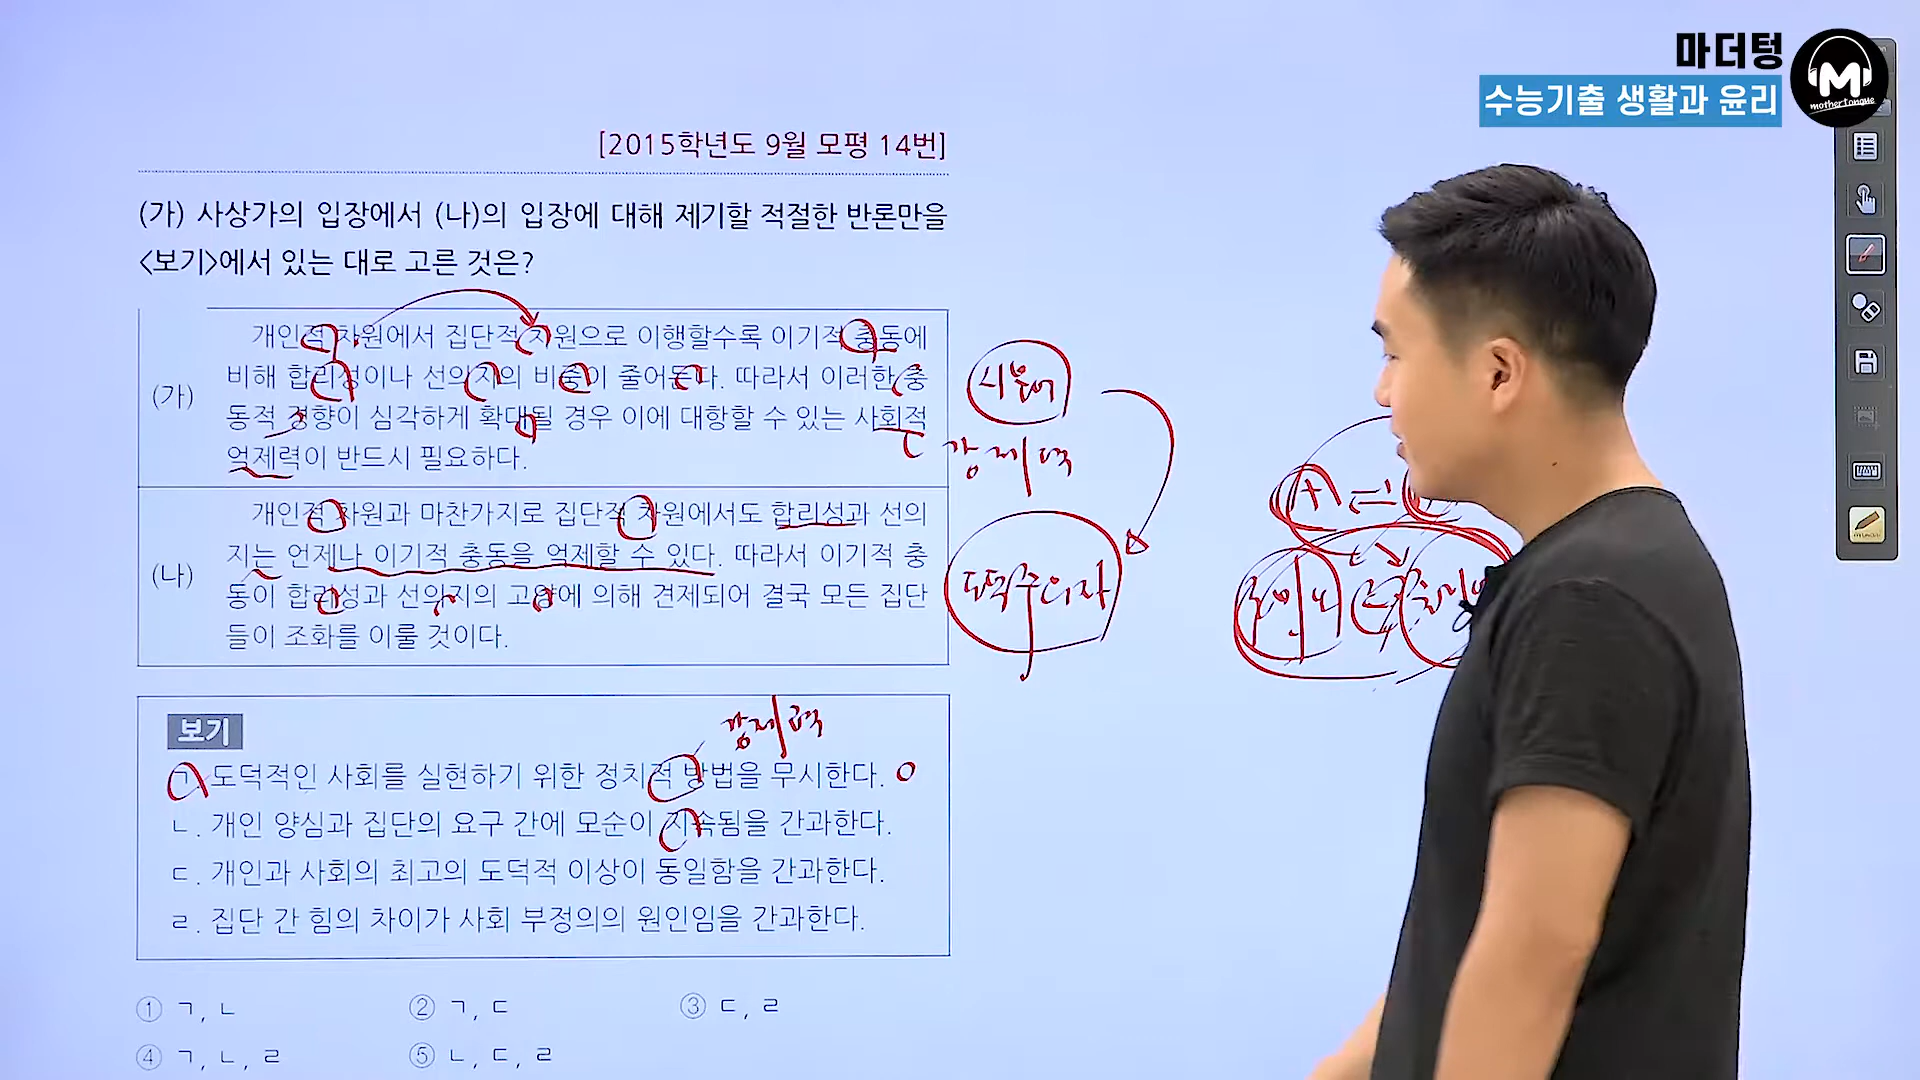 마더텅
수능기출 생활과 윤리
mothertongue
[2015학년도 9월 모평 14번]
(가) 사상가의 입장에서 (나)의 입장에 대해 제기할 적절한 반론만을
<보기>에서 있는 대로 고른 것은?
(가)
개인적 차원에서 집단적 차원으로 이행할수록 이기적 충동에
비해 합리성이나 선의지의 비중이 줄어든다. 따라서 이러한 충
동적 경향이 심각하게 확대될 경우 이에 대항할 수 있는 사회적
억제력이 반드시 필요하다.
강제력
(나)
개인적 차원과 마찬가지로 집단적 차원에서도 합리성과 선의
지는 언제나 이기적 충동을 억제할 수 있다. 따라서 이기적 충
동이 합리성과 선의지의 고양에 의해 견제되어 결국 모든 집단
들이 조화를 이룰 것이다.
도덕주의자
강제력
보기
ㄱ. 도덕적인 사회를 실현하기 위한 정치적 방법을 무시한다. ㅇ
ㄴ. 개인 양심과 집단의 요구 간에 모순이 지속됨을 간과한다.
ㄷ. 개인과 사회의 최고의 도덕적 이상이 동일함을 간과한다.
ㄹ. 집단 간 힘의 차이가 사회 부정의의 원인임을 간과한다.
① ㄱ, ㄴ ② ㄱ, ㄷ ③ ㄷ, ㄹ
④ ㄱ, ㄴ, ㄹ ⑤ ㄴ, ㄷ, ㄹ